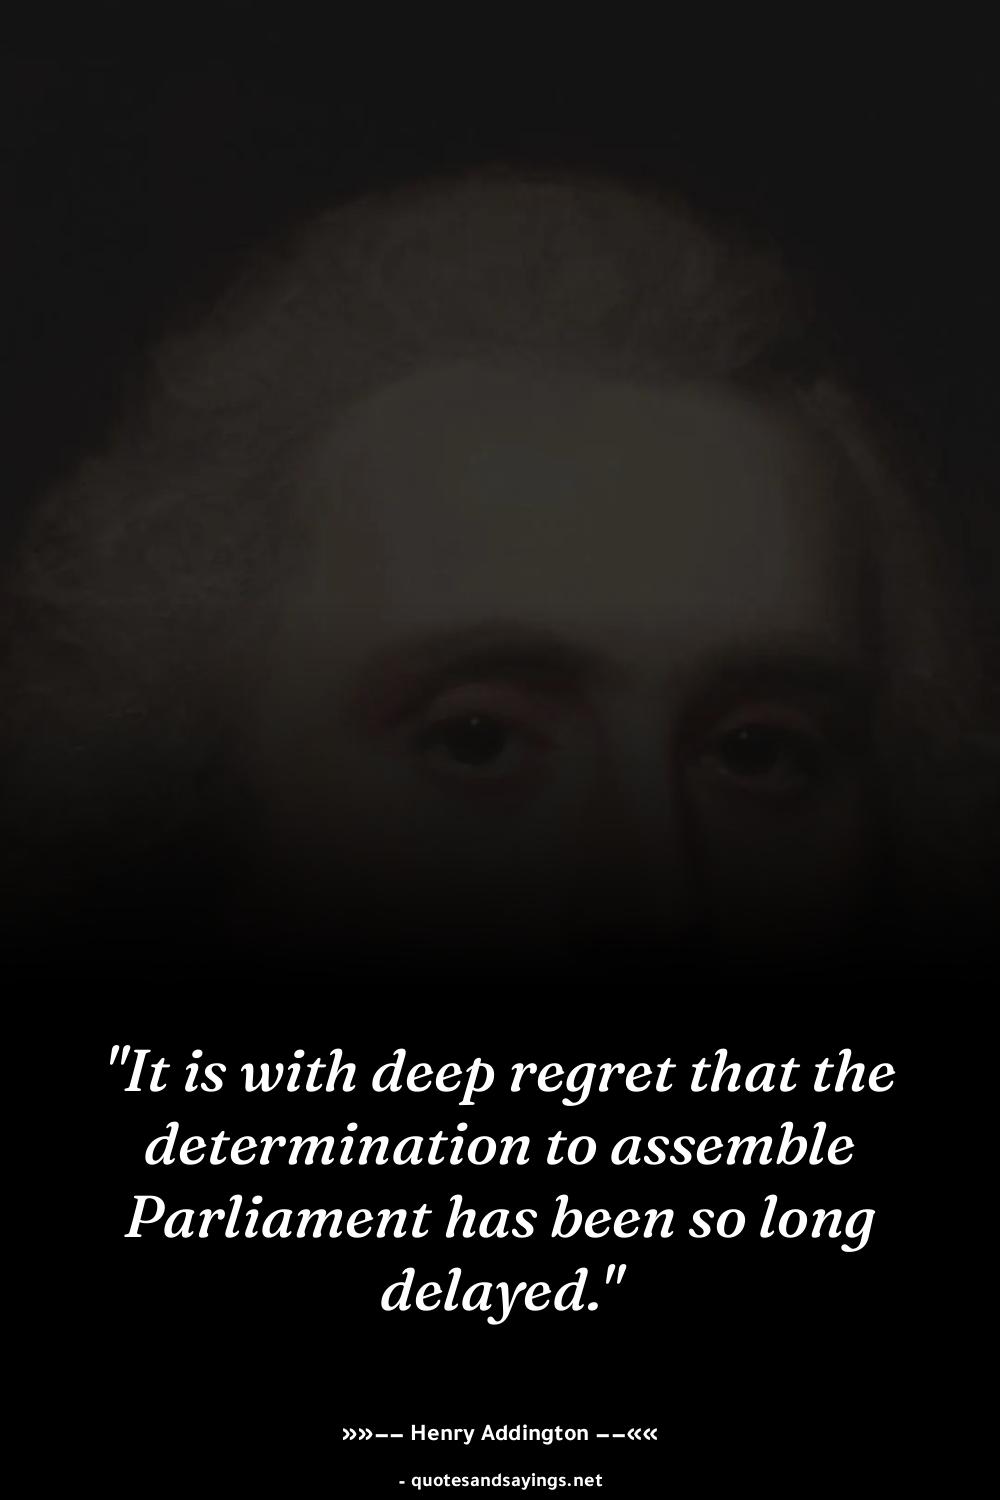 "It is with deep regret that the
determination to assemble
Parliament has been so long
delayed."
»»−− Henry Addington −−««
- quotesandsayings.net